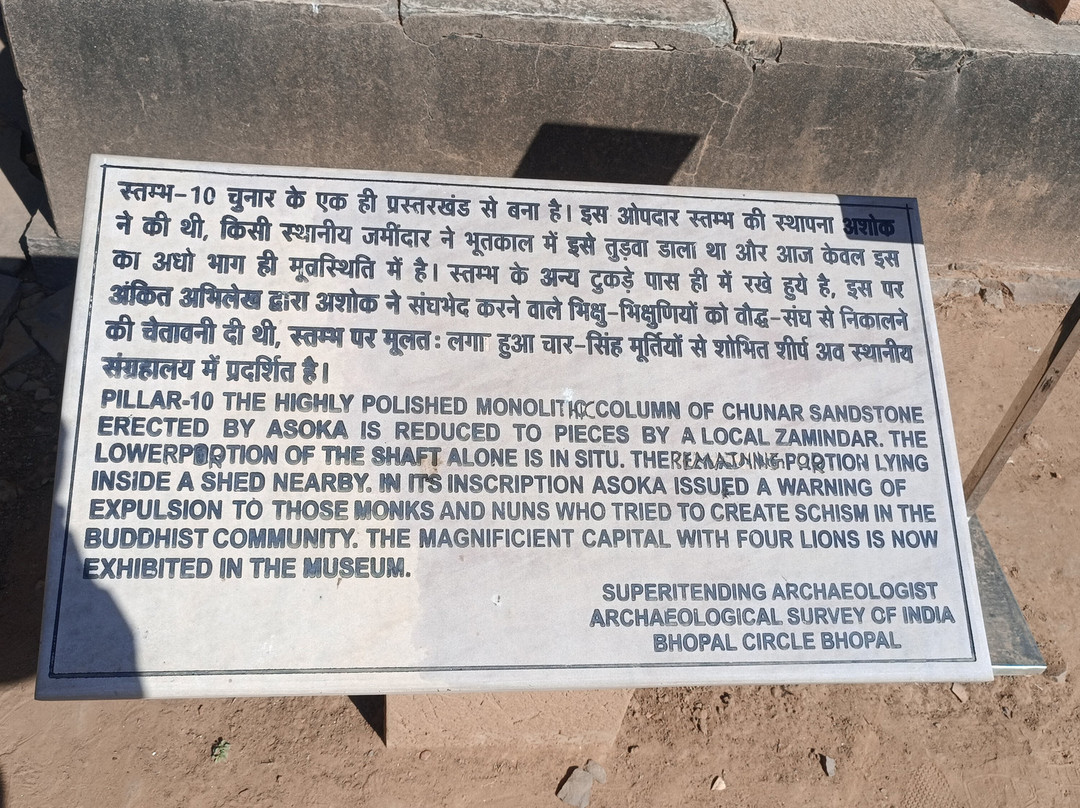 स्तम्भ-10 चुनार के एक ही प्रस्तरखंड से बना है। इस ओपदार स्तम्भ की स्थापना अशोक
ने की थी, किसी स्थानीय जमींदार ने भूतकाल में इसे तुड़वा डाला था और आज केवल इस
का अधो भाग ही मूतस्थिति में है। स्तम्भ के अन्य टुकड़े पास ही में रखे हुये है, इस पर
अंकित अभिलेख द्वारा अशोक ने संघभेद करने वाले भिक्षु-भिक्षुणियों को वौद्ध-संघ से निकालने
की चेतावनी दी थी, स्तम्भ पर मूलतः लगा हुआ चार-सिंह मूर्तियों से शोभित शीर्ष अव स्थानीय
संग्रहालय में प्रदर्शित है।
PILLAR-10 THE HIGHLY POLISHED MONOLITHIC COLUMN OF CHUNAR SANDSTONE
ERECTED BY ASOKA IS REDUCED TO PIECES BY A LOCAL ZAMINDAR. THE
LOWERPORTION OF THE SHAFT ALONE IS IN SITU. THEREMAINING PORTION LYING
INSIDE A SHED NEARBY. IN ITS INSCRIPTION ASOKA ISSUED A WARNING OF
EXPULSION TO THOSE MONKS AND NUNS WHO TRIED TO CREATE SCHISM IN THE
BUDDHIST COMMUNITY. THE MAGNIFICIENT CAPITAL WITH FOUR LIONS IS NOW
EXHIBITED IN THE MUSEUM.
SUPERITENDING ARCHAEOLOGIST
ARCHAEOLOGICAL SURVEY OF INDIA
BHOPAL CIRCLE BHOPAL